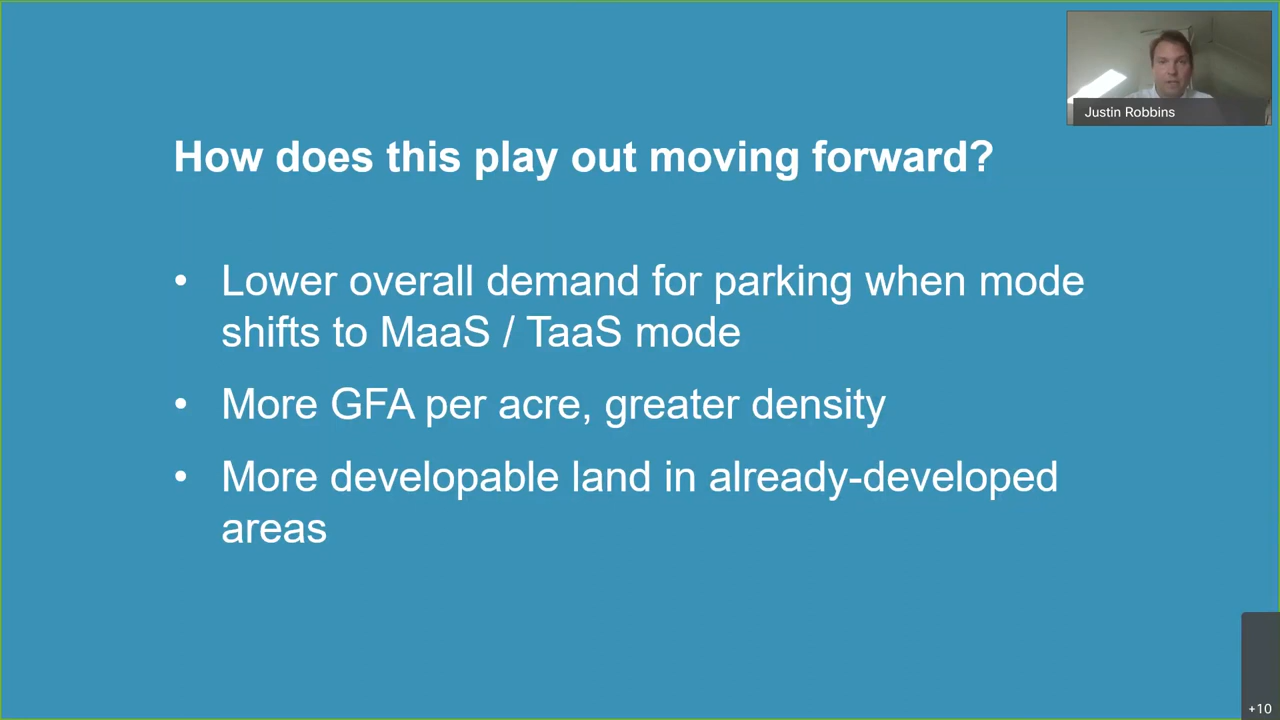 Justin Robbins
How does this play out moving forward?
• Lower overall demand for parking when mode
shifts to MaaS / TaaS mode
• More GFA per acre, greater density
• More developable land in already-developed
areas
+10